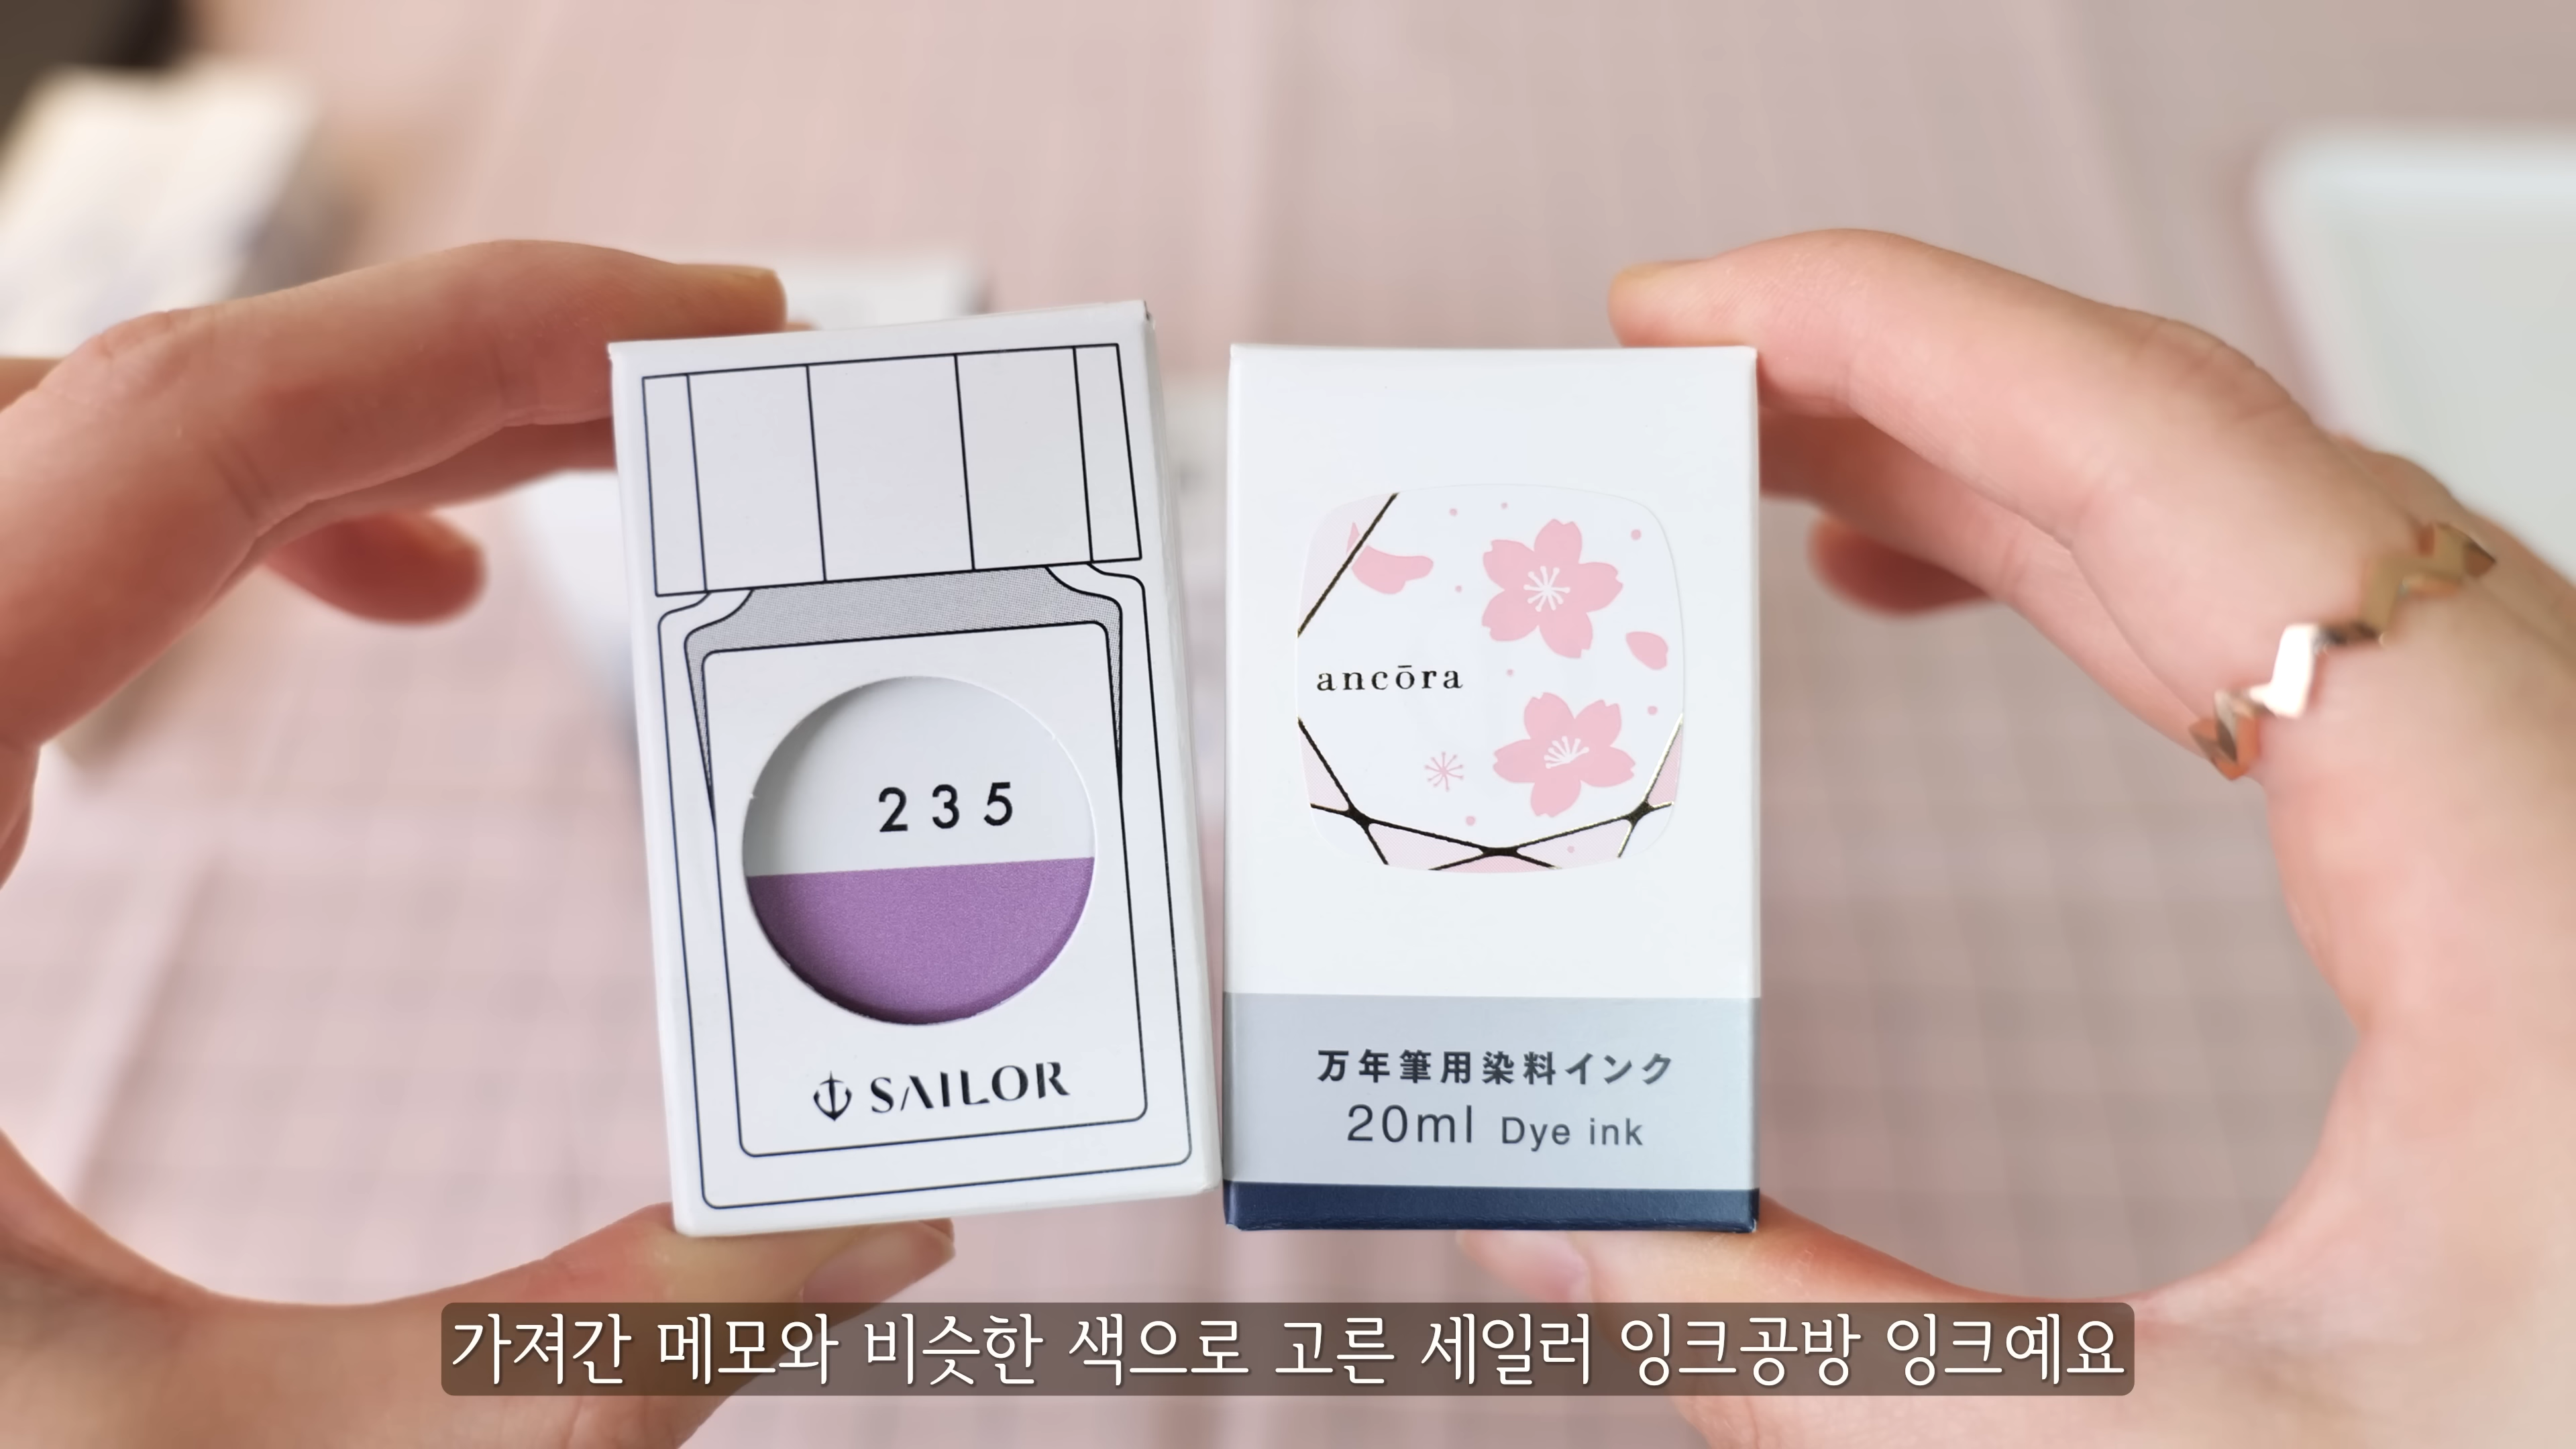 235
SAILOR
ancōra
万年筆用染料インク
20ml Dye ink
가져간 메모와 비슷한 색으로 고른 세일러 잉크공방 잉크예요